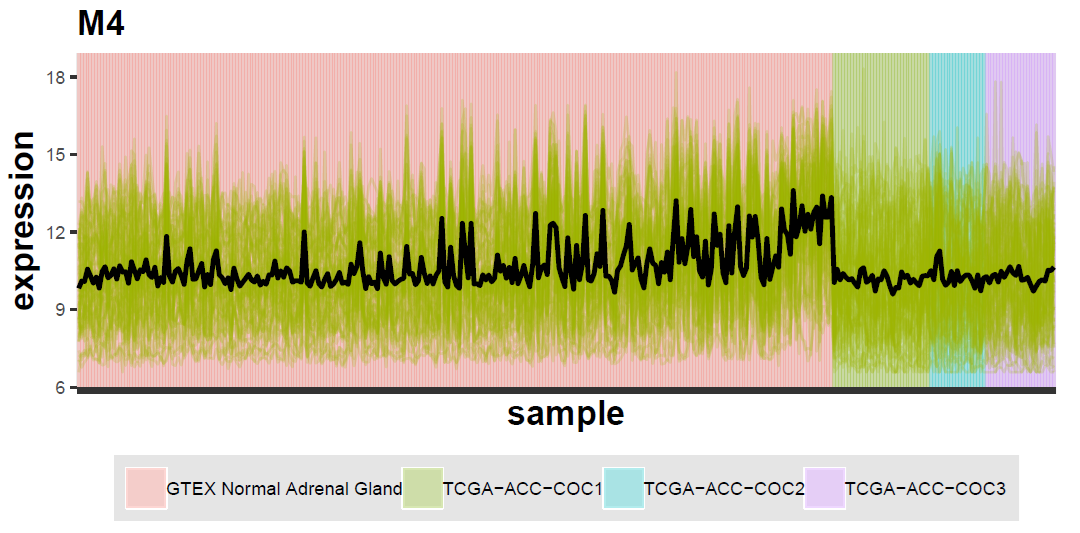 M4
expression
18
15
12
9
6
sample
GTEX Normal Adrenal Gland TCGA−ACC−COC1 TCGA−ACC−COC2 TCGA−ACC−COC3